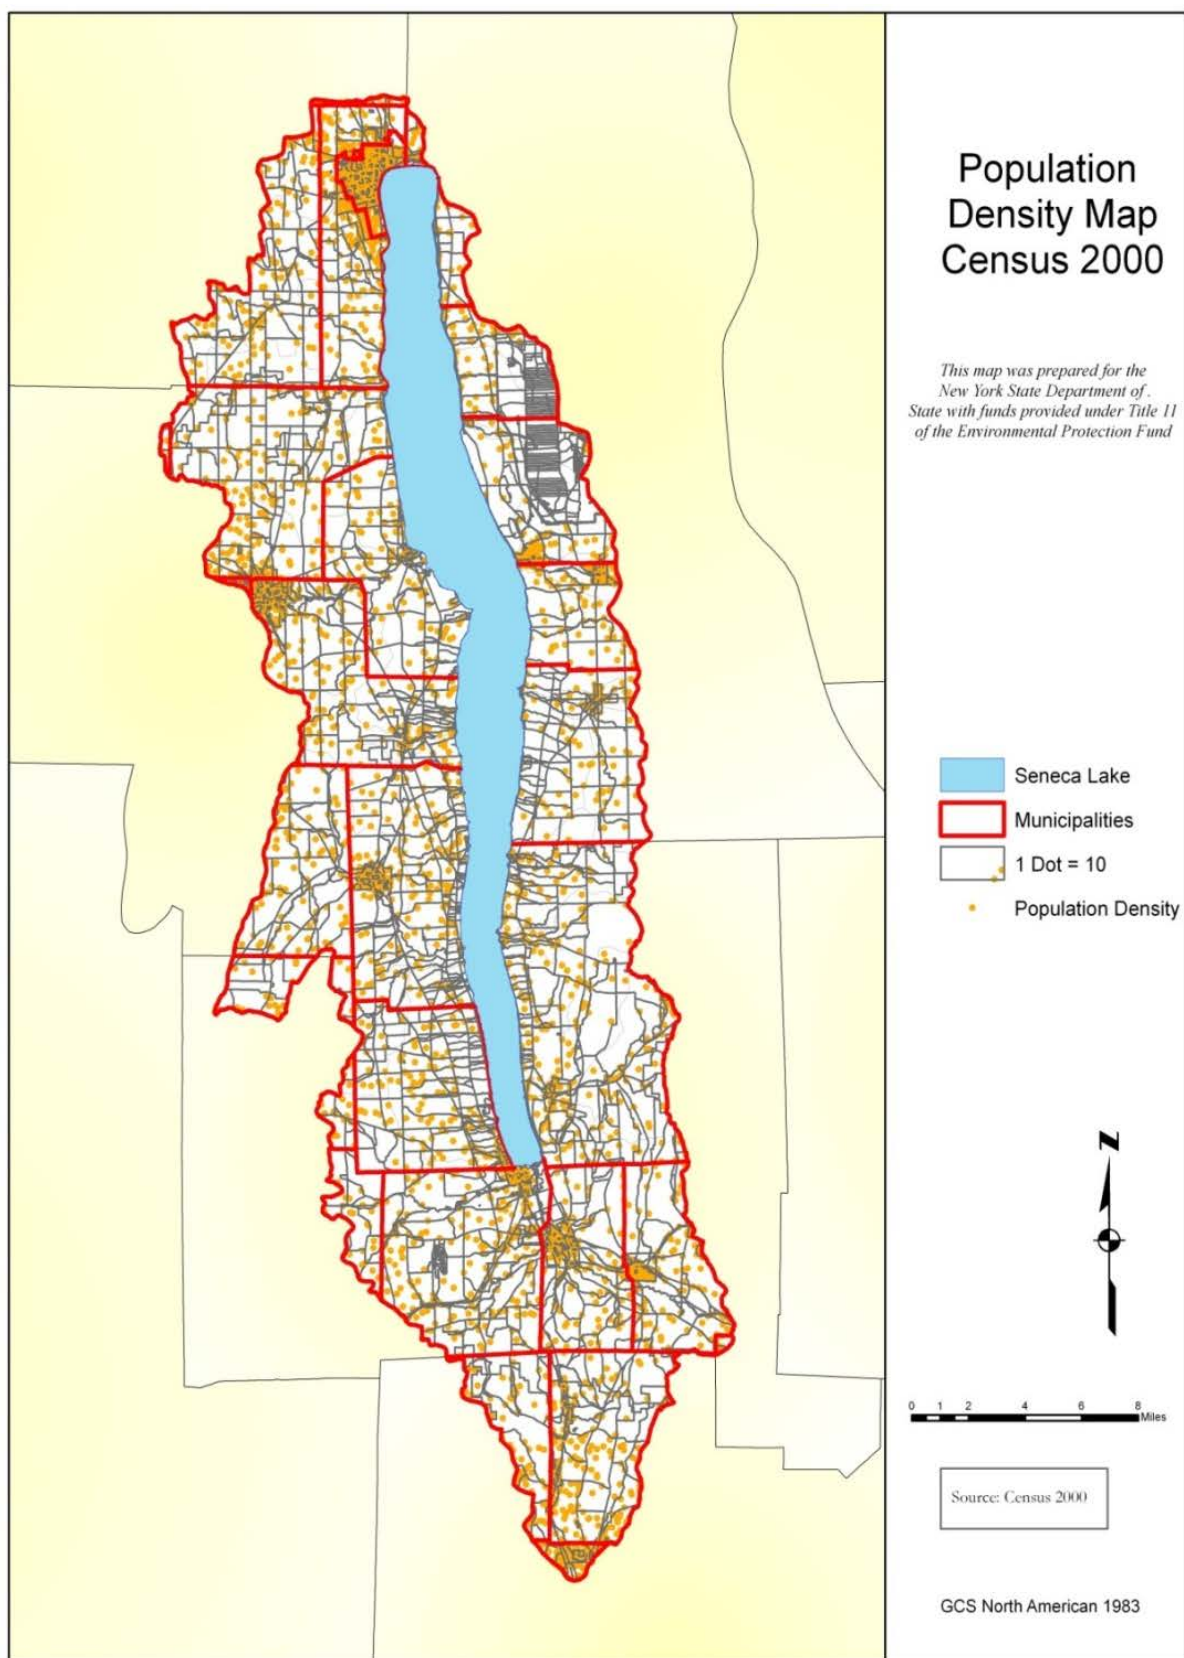 Population
Density Map
Census 2000
This map was prepared for the
New York State Department of .
State with funds provided under Title 11
of the Environmental Protection Fund
Seneca Lake
Municipalities
1 Dot = 10
Population Density
N
0 1 2 4 6 8
Miles
Source: Census 2000
GCS North American 1983